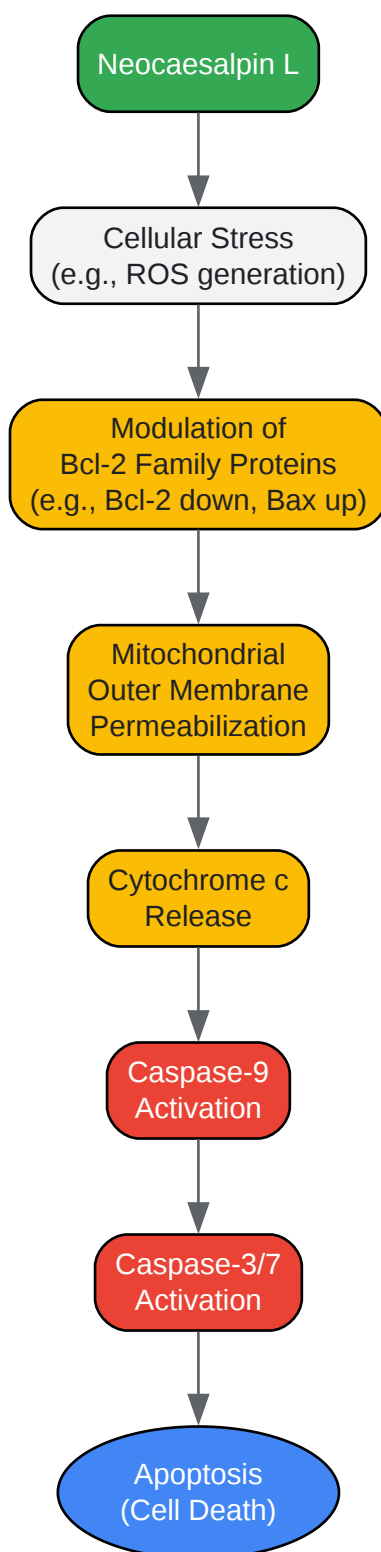 Neocaesalpin L
Cellular Stress
(e.g., ROS generation)
Modulation of
Bcl-2 Family Proteins
(e.g., Bcl-2 down, Bax up)
Mitochondrial
Outer Membrane
Permeabilization
Cytochrome c
Release
Caspase-9
Activation
Caspase-3/7
Activation
Apoptosis
(Cell Death)